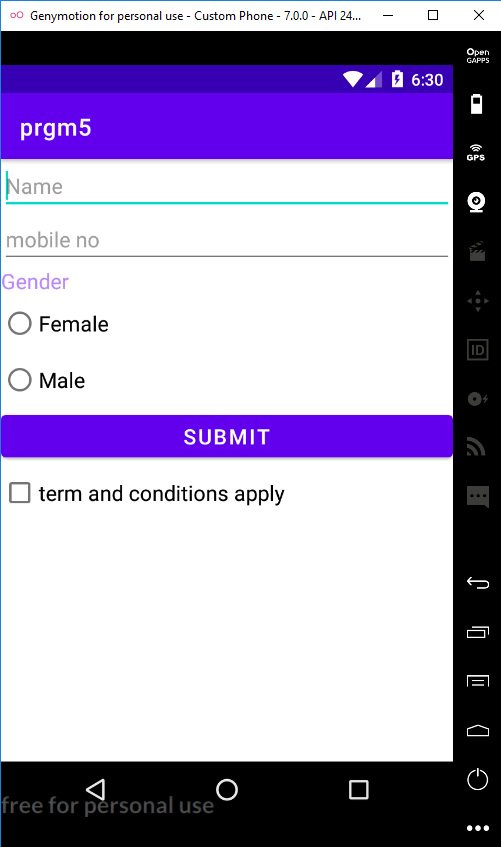 Genymotion for personal use - Custom Phone - 7.0.0 - API 24...
Open
GAPPS
6:30
prgm5
GPS
Name
mobile no
Gender
Female
Male
ID
SUBMIT
term and conditions apply
free for personal use